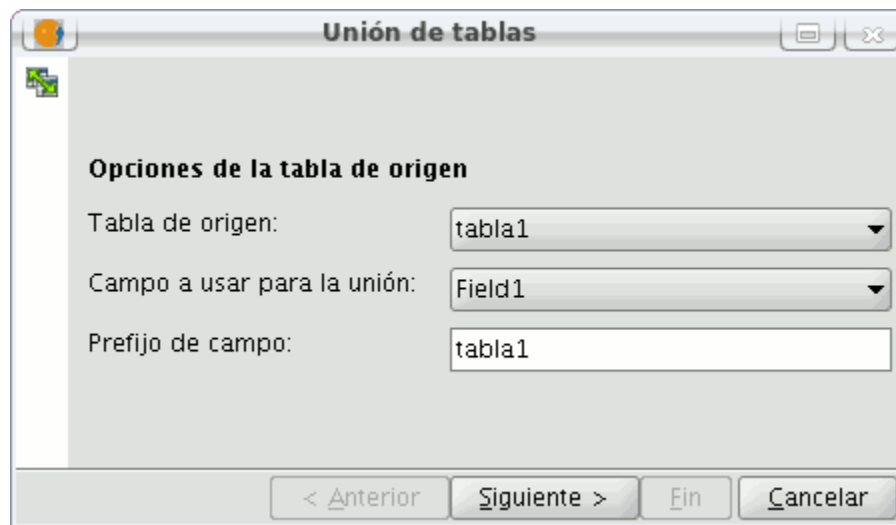 Unión de tablas
Opciones de la tabla de origen
Tabla de origen: tabla1
Campo a usar para la unión: Field1
Prefijo de campo: tabla1
< Anterior Siguiente > Fin Cancelar